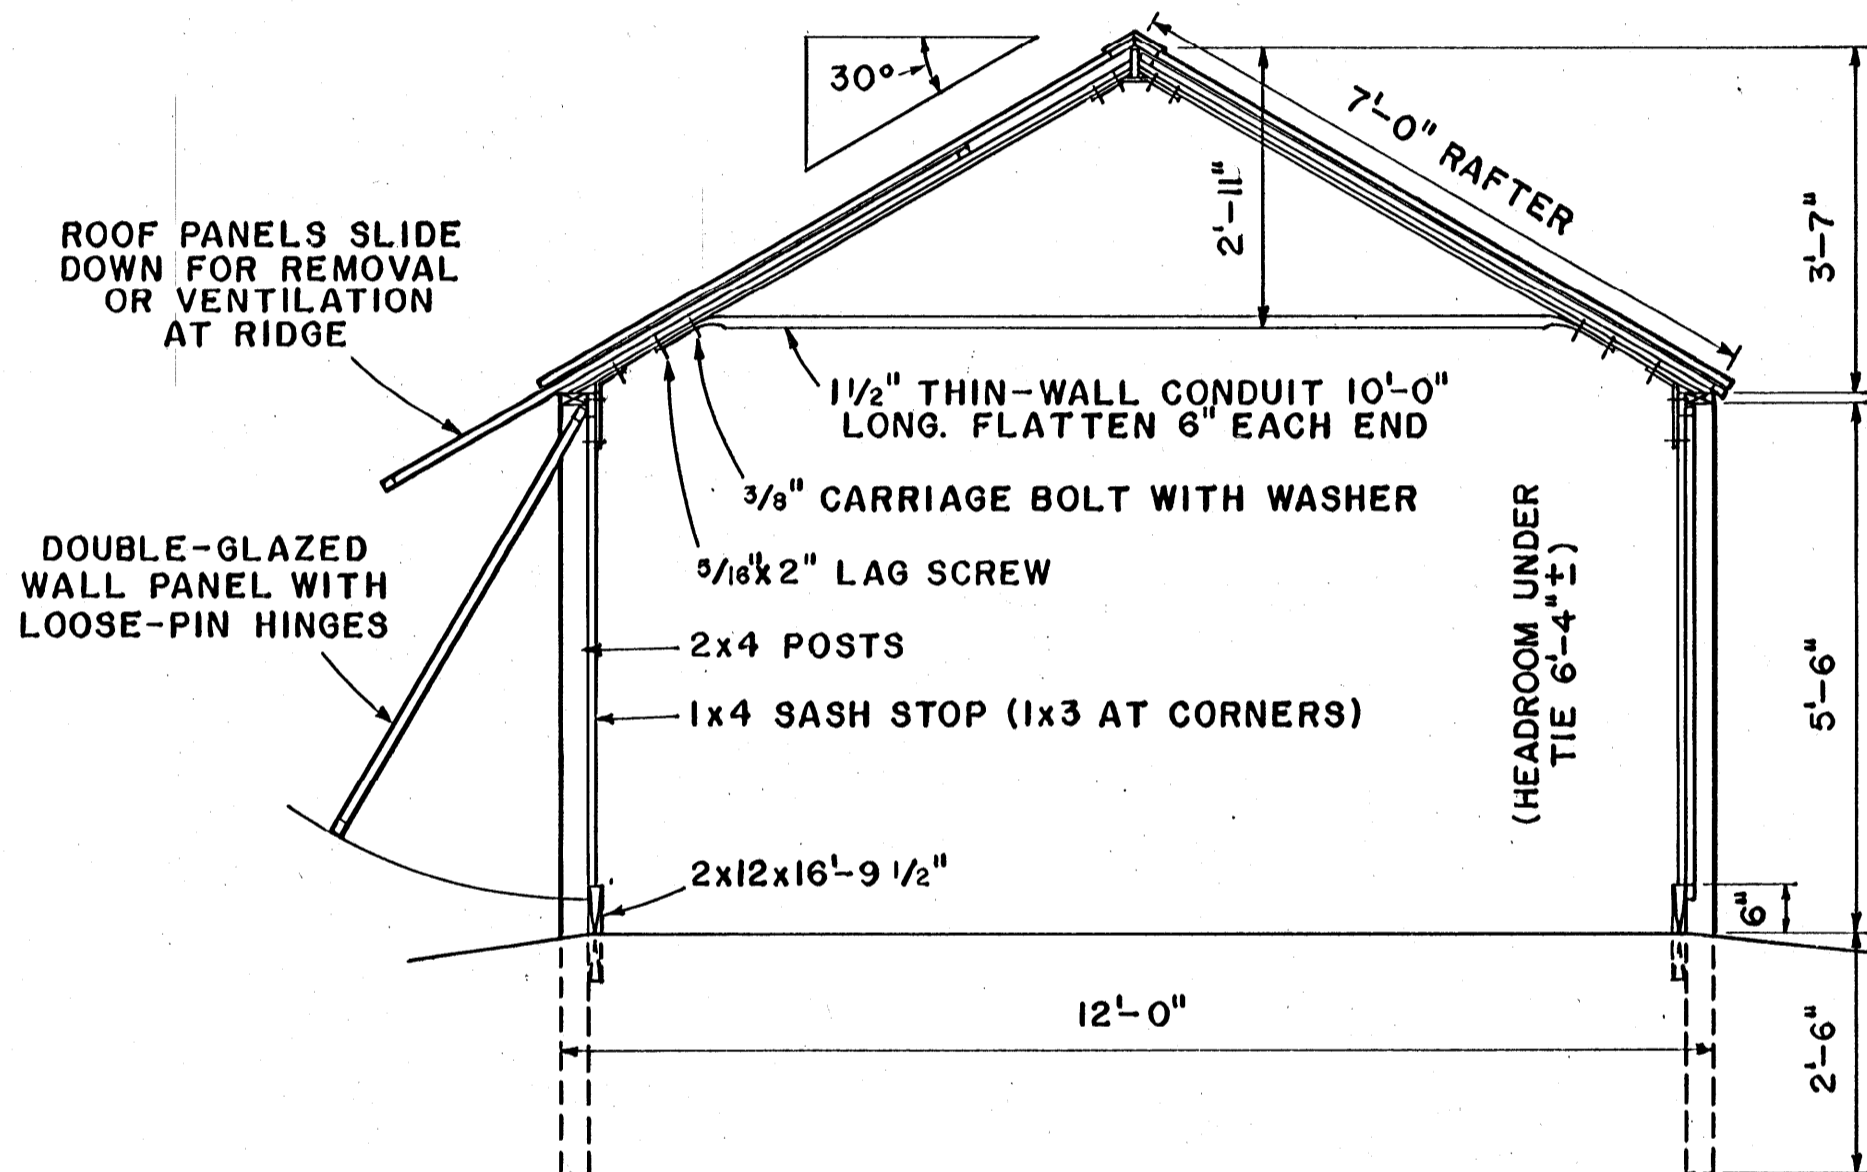 30°
7'-0" RAFTER
2'-11"
3'-7"
ROOF PANELS SLIDE
DOWN FOR REMOVAL
OR VENTILATION
AT RIDGE
1 1/2" THIN-WALL CONDUIT 10'-0"
LONG. FLATTEN 6" EACH END
3/8" CARRIAGE BOLT WITH WASHER
5/16"x 2" LAG SCREW
DOUBLE-GLAZED
WALL PANEL WITH
LOOSE-PIN HINGES
2x4 POSTS
1x4 SASH STOP (1x3 AT CORNERS)
(HEADROOM UNDER
TIE 6'-4"±)
5'-6"
2x12x16'-9 1/2"
6"
12'-0"
2'-6"